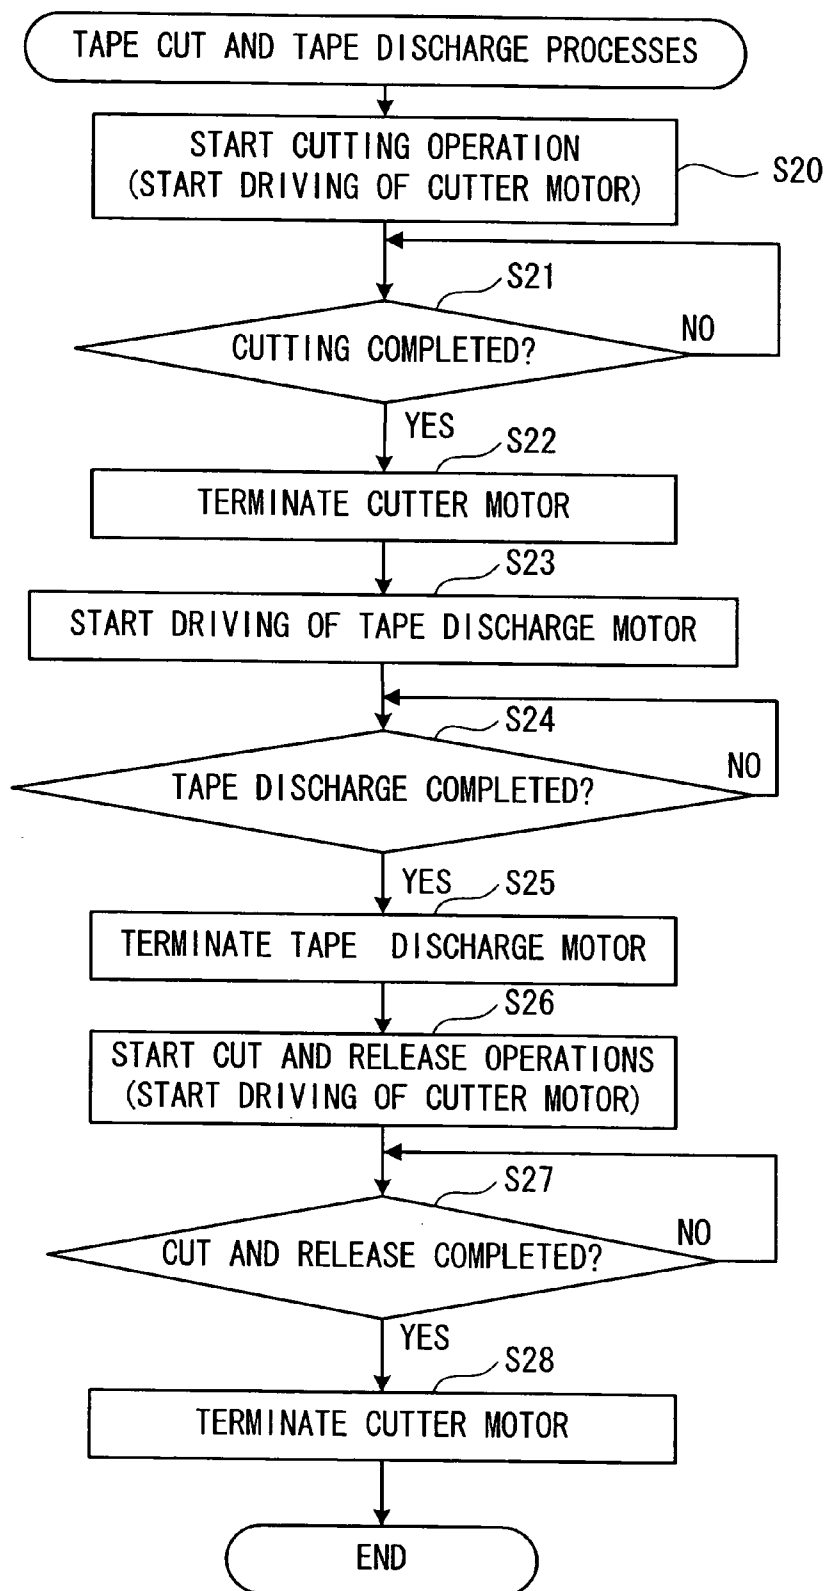 TAPE CUT AND TAPE DISCHARGE PROCESSES
START CUTTING OPERATION
(START DRIVING OF CUTTER MOTOR)
S20
S21
CUTTING COMPLETED?
NO
YES
S22
TERMINATE CUTTER MOTOR
S23
START DRIVING OF TAPE DISCHARGE MOTOR
S24
TAPE DISCHARGE COMPLETED?
NO
YES
S25
TERMINATE TAPE DISCHARGE MOTOR
S26
START CUT AND RELEASE OPERATIONS
(START DRIVING OF CUTTER MOTOR)
S27
CUT AND RELEASE COMPLETED?
NO
YES
S28
TERMINATE CUTTER MOTOR
END